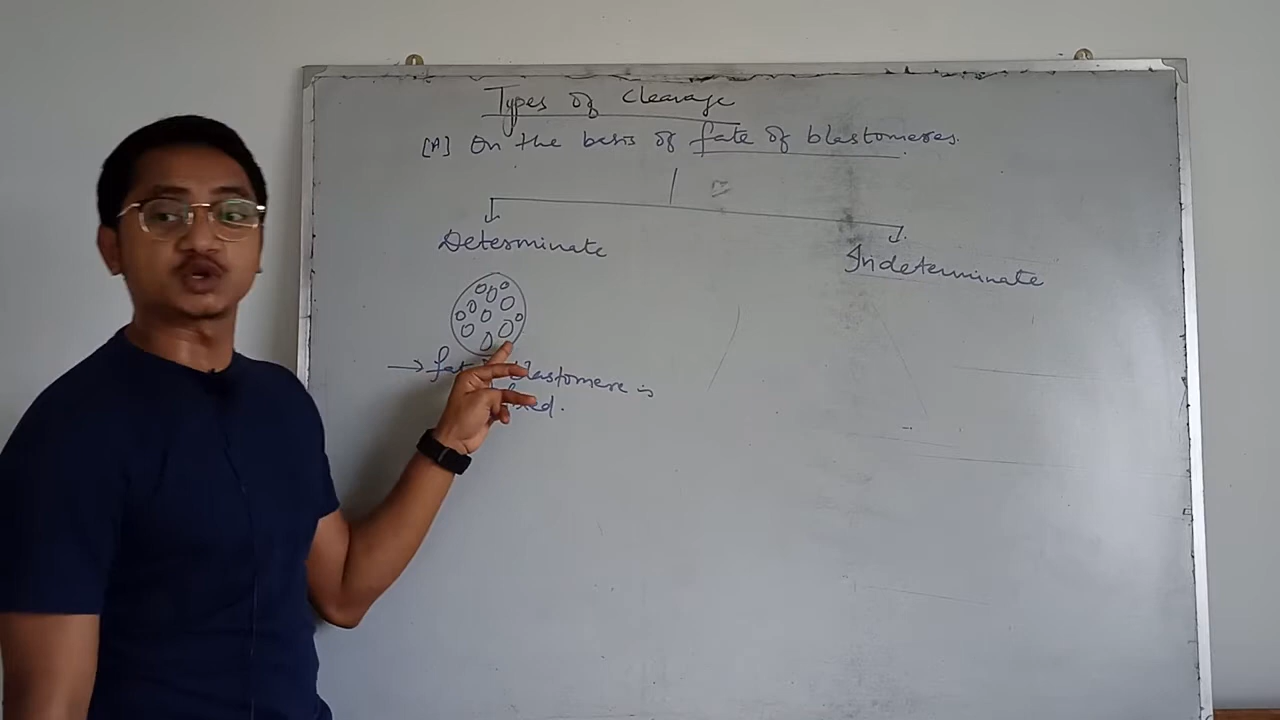 Types of Cleavage
[A] On the basis of fate of blastomeres.
Determinate
Indeterminate
→ blastomere is